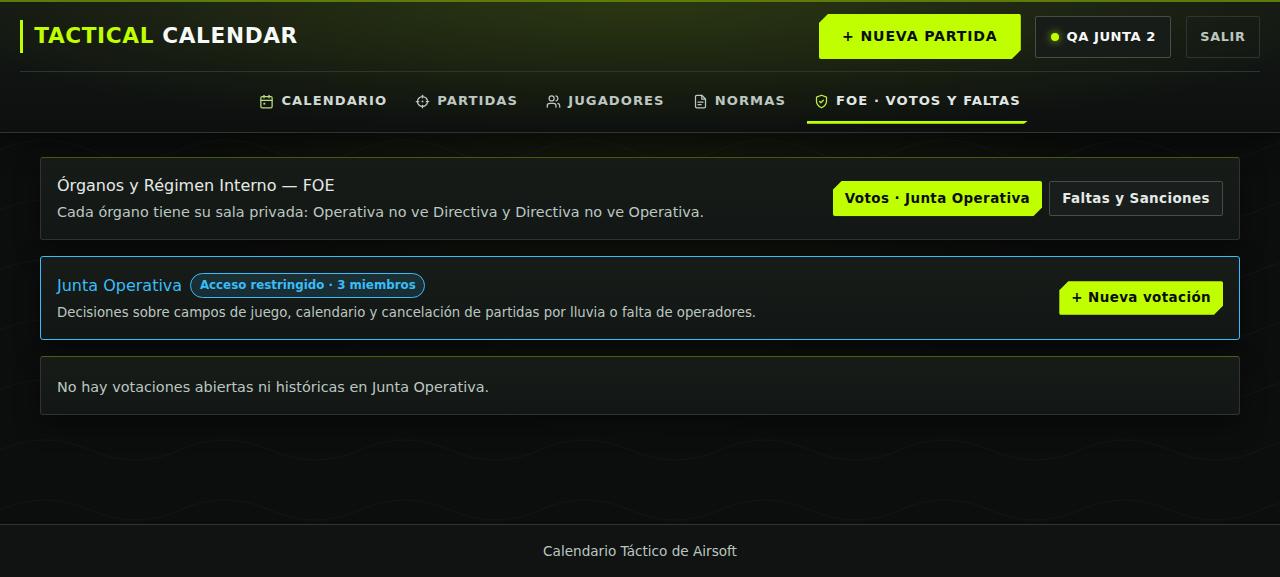 TACTICAL CALENDAR
+ NUEVA PARTIDA
QA JUNTA 2
SALIR
CALENDARIO
PARTIDAS
JUGADORES
NORMAS
FOE · VOTOS Y FALTAS
Órganos y Régimen Interno — FOE
Cada órgano tiene su sala privada: Operativa no ve Directiva y Directiva no ve Operativa.
Votos · Junta Operativa
Faltas y Sanciones
Junta Operativa
Acceso restringido · 3 miembros
Decisiones sobre campos de juego, calendario y cancelación de partidas por lluvia o falta de operadores.
+ Nueva votación
No hay votaciones abiertas ni históricas en Junta Operativa.
Calendario Táctico de Airsoft